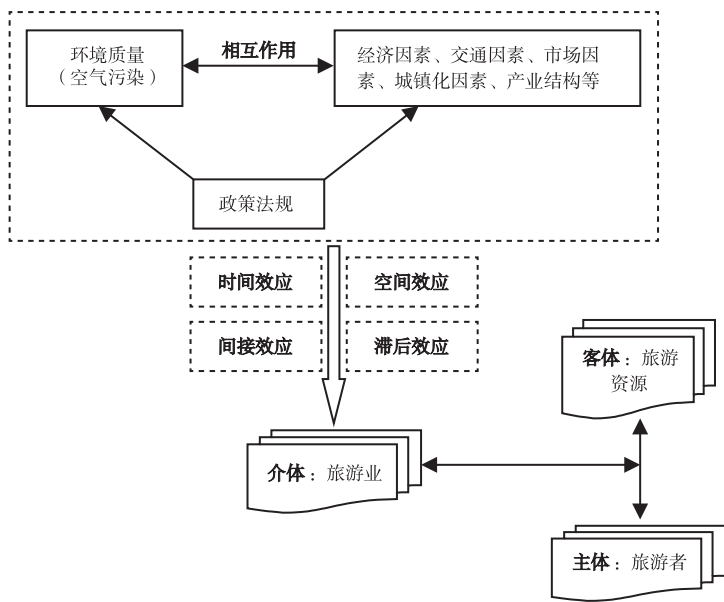 环境质量
（空气污染）
相互作用
经济因素、交通因素、市场因
素、城镇化因素、产业结构等
政策法规
时间效应
空间效应
间接效应
滞后效应
客体：旅游
资源
介体：旅游业
主体：旅游者